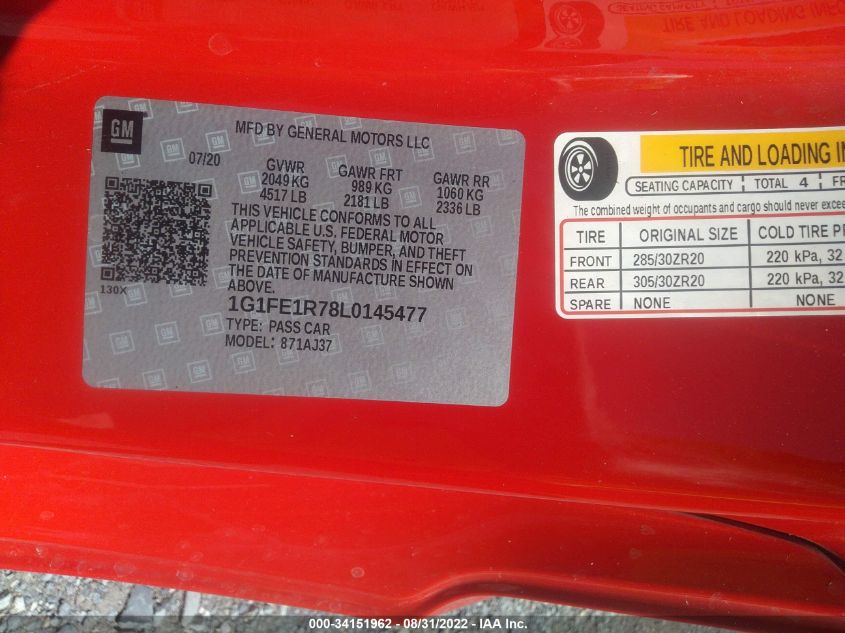 GM
MFD BY GENERAL MOTORS LLC
07/20
GVWR GAWR FRT GAWR RR
2049 KG 989 KG 1060 KG
4517 LB 2181 LB 2336 LB
THIS VEHICLE CONFORMS TO ALL
APPLICABLE U.S. FEDERAL MOTOR
VEHICLE SAFETY, BUMPER, AND THEFT
PREVENTION STANDARDS IN EFFECT ON
THE DATE OF MANUFACTURE SHOWN
ABOVE.
130X
1G1FE1R78L0145477
TYPE: PASS CAR
MODEL: 871AJ37
TIRE AND LOADING IN
SEATING CAPACITY TOTAL 4 FR
The combined weight of occupants and cargo should never excee
TIRE ORIGINAL SIZE COLD TIRE P
FRONT 285/30ZR20 220 kPa, 32
REAR 305/30ZR20 220 kPa, 32
SPARE NONE NONE
000-34151962 - 08/31/2022 - IAA Inc.